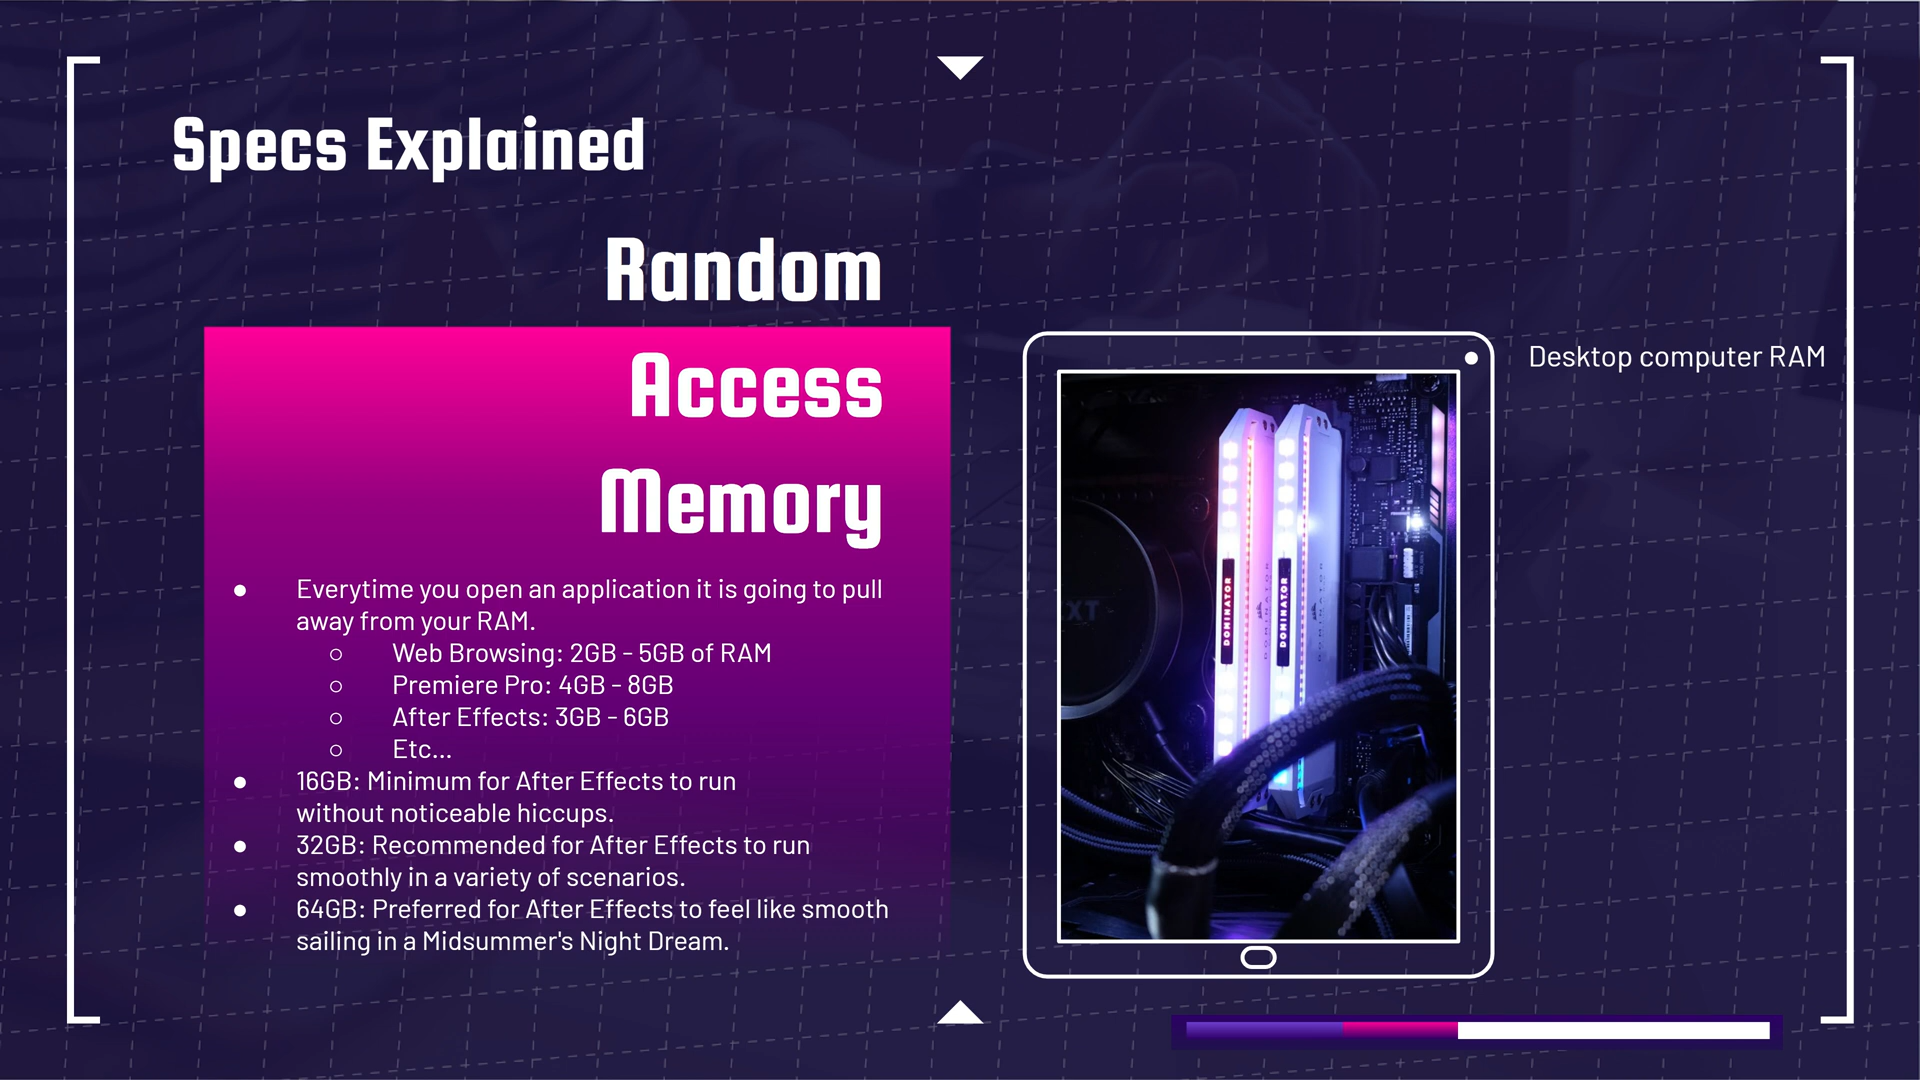 Specs Explained
Random
Access
Memory
● Everytime you open an application it is going to pull
away from your RAM.
○ Web Browsing: 2GB - 5GB of RAM
○ Premiere Pro: 4GB - 8GB
○ After Effects: 3GB - 6GB
○ Etc...
● 16GB: Minimum for After Effects to run
without noticeable hiccups.
● 32GB: Recommended for After Effects to run
smoothly in a variety of scenarios.
● 64GB: Preferred for After Effects to feel like smooth
sailing in a Midsummer's Night Dream.
Desktop computer RAM
DOMINATOR
DOMINATOR
DOMINATOR
DOMINATOR
XT